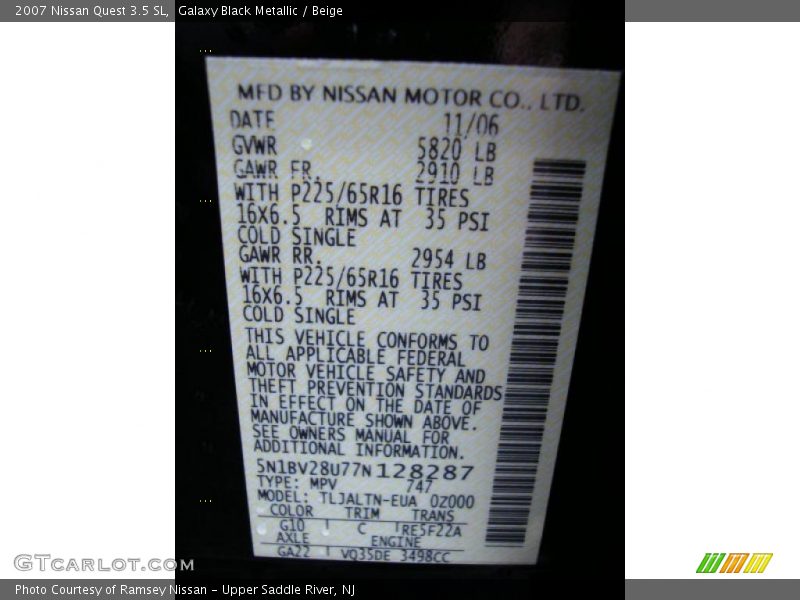 2007 Nissan Quest 3.5 SL, Galaxy Black Metallic / Beige
MFD BY NISSAN MOTOR CO., LTD.
DATE 11/06
GVWR 5820 LB
GAWR FR. 2910 LB
WITH P225/65R16 TIRES
16X6.5 RIMS AT 35 PSI
COLD SINGLE
GAWR RR. 2954 LB
WITH P225/65R16 TIRES
16X6.5 RIMS AT 35 PSI
COLD SINGLE
THIS VEHICLE CONFORMS TO
ALL APPLICABLE FEDERAL
MOTOR VEHICLE SAFETY AND
THEFT PREVENTION STANDARDS
IN EFFECT ON THE DATE OF
MANUFACTURE SHOWN ABOVE.
SEE OWNERS MANUAL FOR
ADDITIONAL INFORMATION.
5N1BV28U77N128287
TYPE: MPV 747
MODEL: TLJALTN-EUA 0Z000
COLOR TRIM TRANS
G10 C RE5F22A
AXLE ENGINE
GA22 VQ35DE 3498CC
GTCARLOT.COM
Photo Courtesy of Ramsey Nissan - Upper Saddle River, NJ